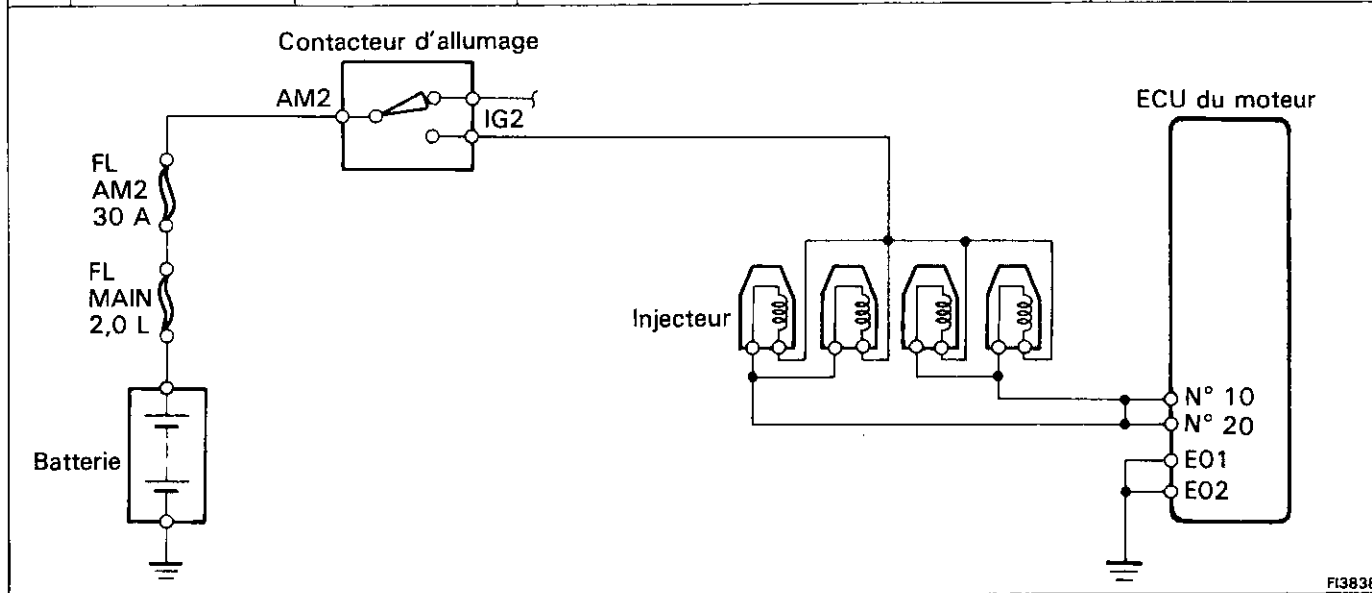 Contacteur d'allumage
AM2
IG2
ECU du moteur
FL
AM2
30 A
FL
MAIN
2,0 L
Injecteur
Batterie
N° 10
N° 20
E01
E02
FI3838